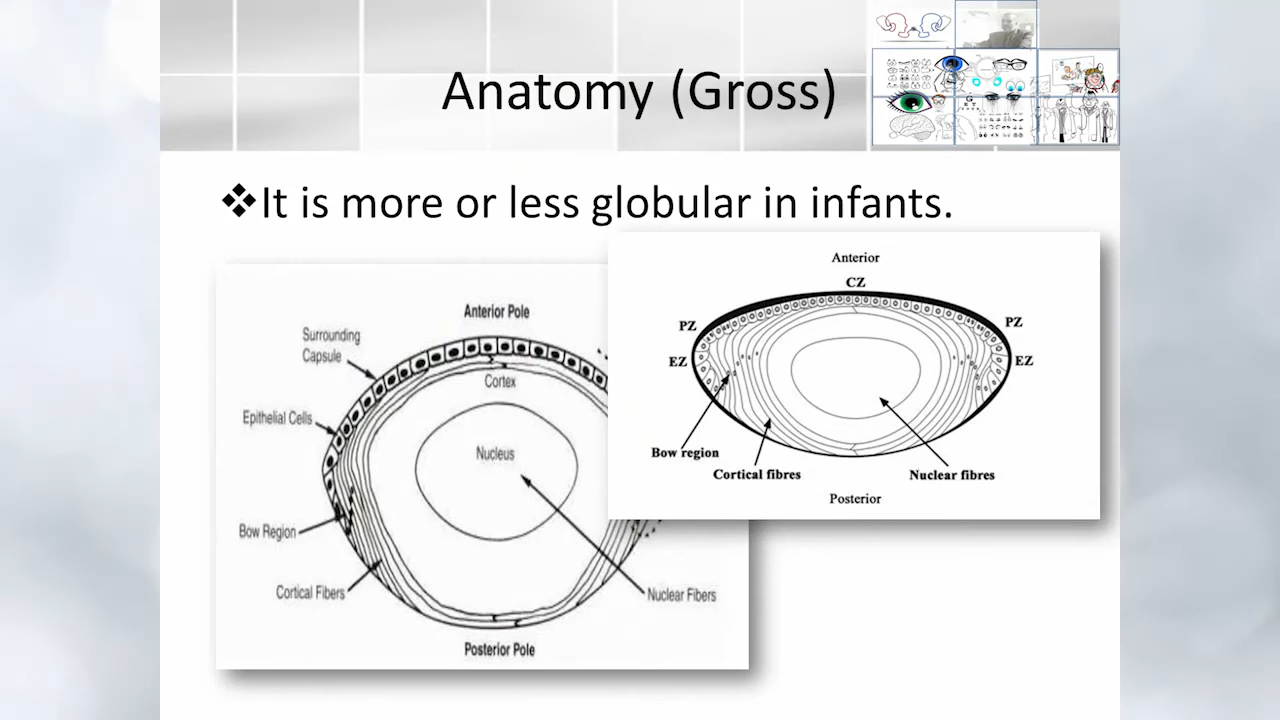 Anatomy (Gross)
❖It is more or less globular in infants.
Anterior Pole
Surrounding
Capsule
Cortex
Epithelial Cells
Nucleus
Bow Region
Cortical Fibers
Nuclear Fibers
Posterior Pole
Anterior
CZ
PZ
PZ
EZ
EZ
Bow region
Cortical fibres
Nuclear fibres
Posterior